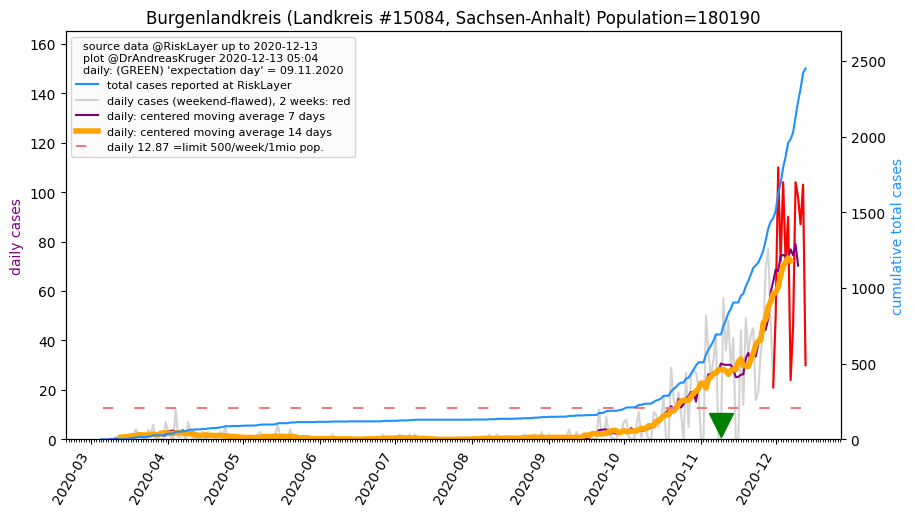 Burgenlandkreis (Landkreis #15084, Sachsen-Anhalt) Population=180190
source data @RiskLayer up to 2020-12-13
plot @DrAndreasKruger 2020-12-13 05:04
daily: (GREEN) 'expectation day' = 09.11.2020
total cases reported at RiskLayer
daily cases (weekend-flawed), 2 weeks: red
daily: centered moving average 7 days
daily: centered moving average 14 days
daily 12.87 =limit 500/week/1mio pop.
daily cases
160
140
120
100
80
60
40
20
0
2500
2000
1500
1000
500
0
cumulative total cases
2020-03
2020-04
2020-05
2020-06
2020-07
2020-08
2020-09
2020-10
2020-11
2020-12